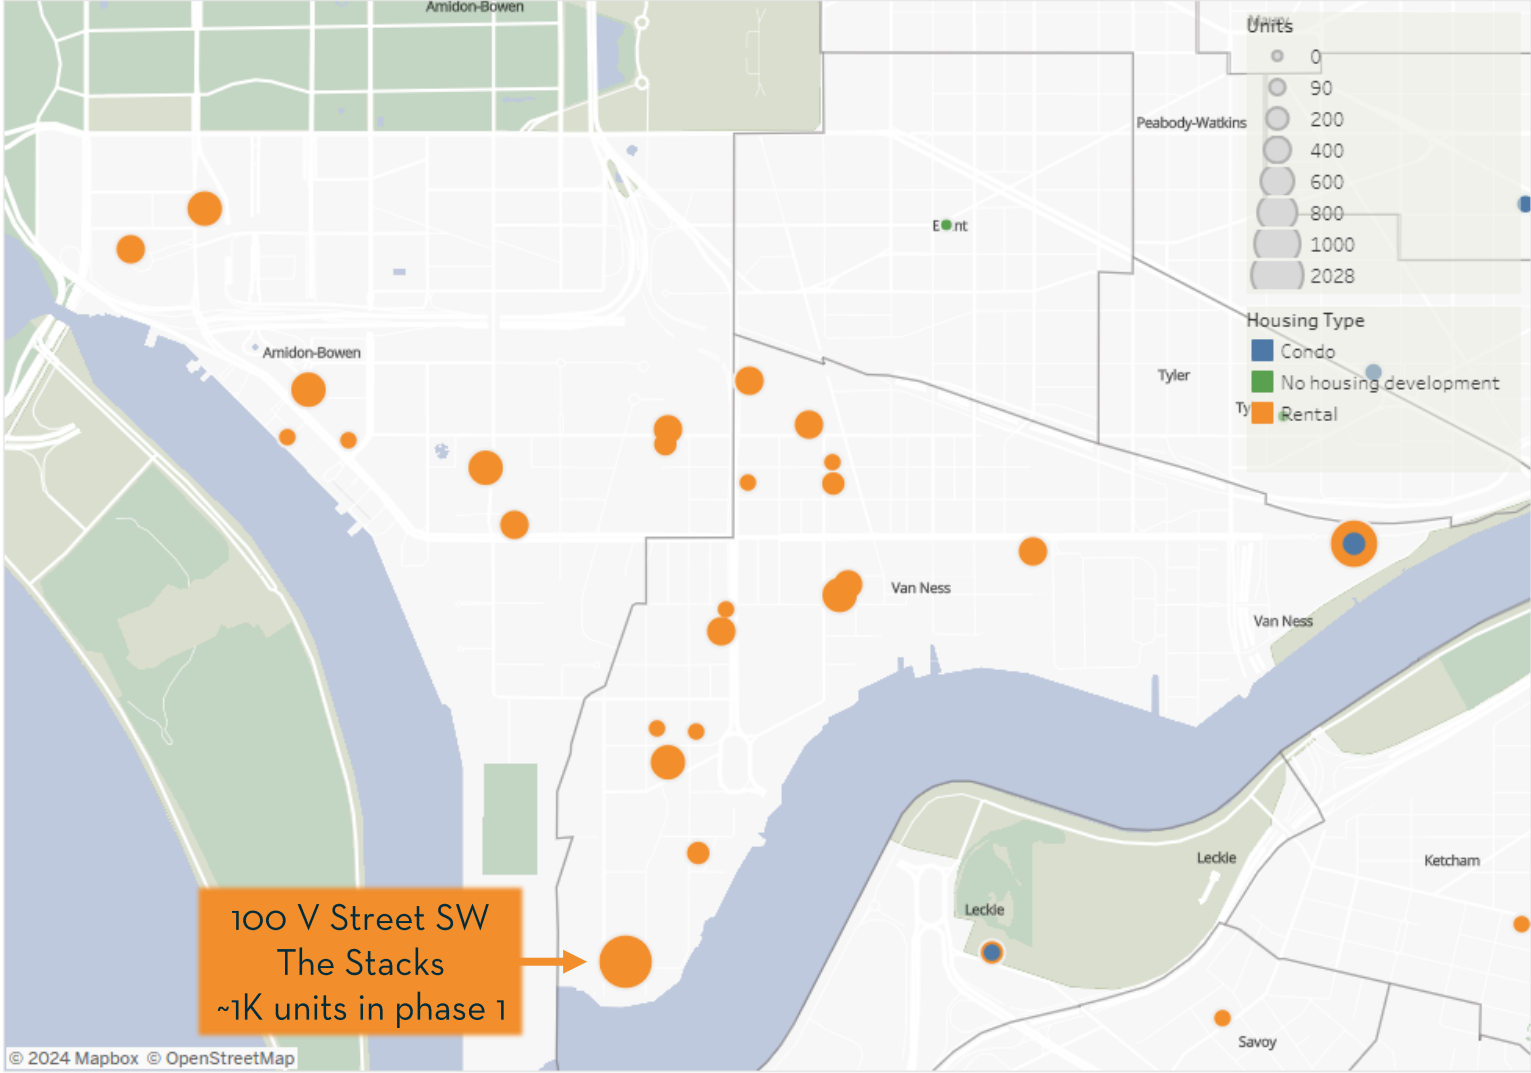 Amidon-Bowen
Units
0
Peabody-Watkins
90
200
400
600
800
1000
2028
Housing Type
Condo
No housing development
Rental
Amidon-Bowen
Tyler
Van Ness
Van Ness
Leckle
Ketcham
Leckle
100 V Street SW
The Stacks
~1K units in phase 1
Savoy
© 2024 Mapbox © OpenStreetMap